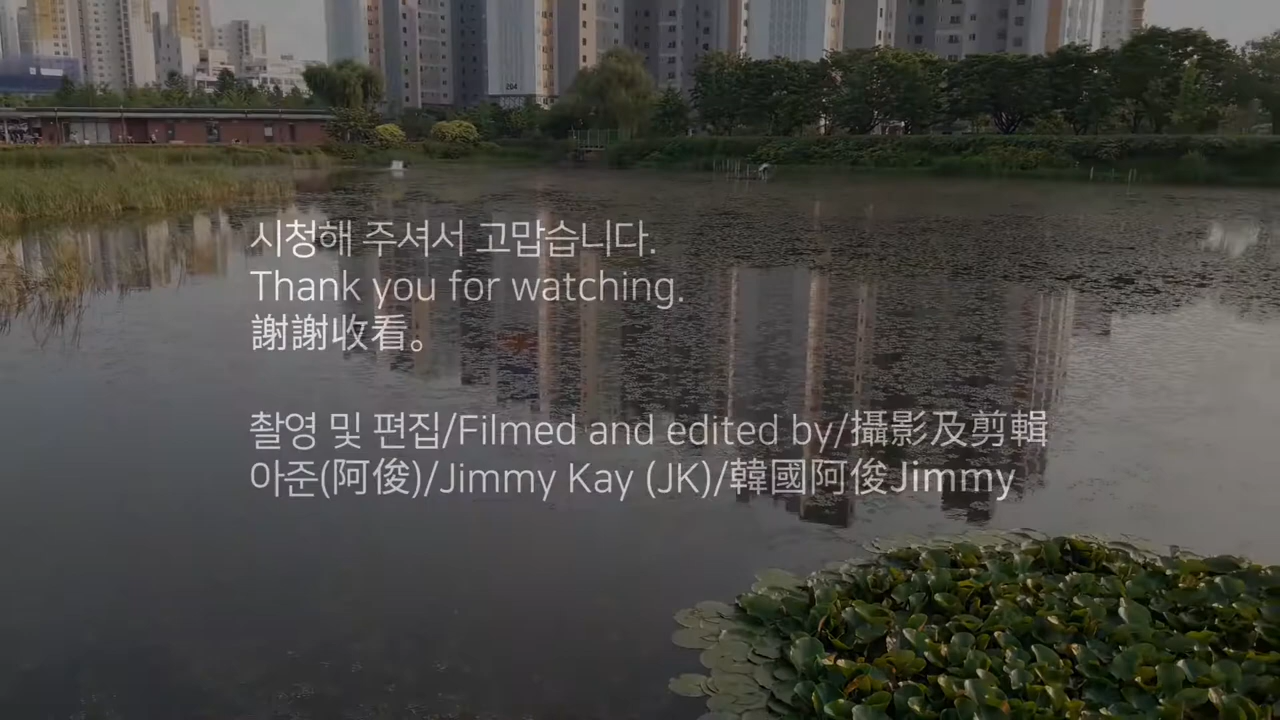 204
시청해 주셔서 고맙습니다.
Thank you for watching.
謝謝收看。
촬영 및 편집/Filmed and edited by/攝影及剪輯
아준(阿俊)/Jimmy Kay (JK)/韓國阿俊Jimmy